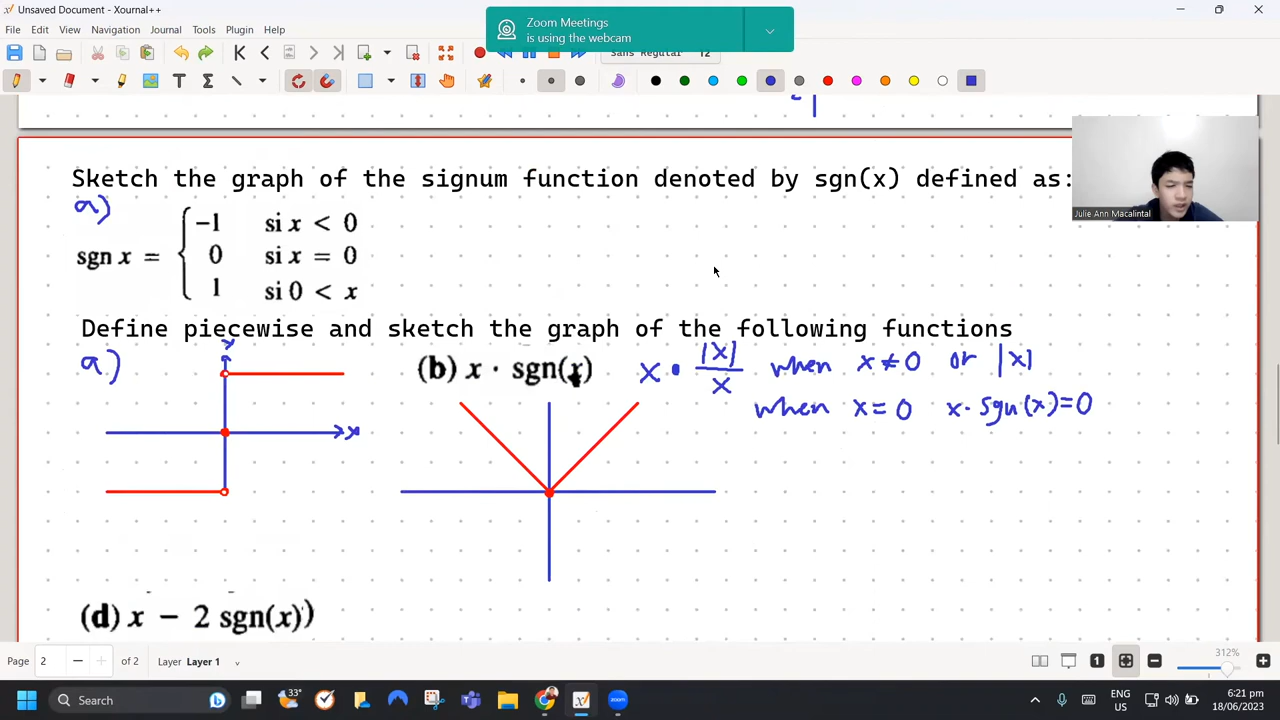 Unsaved Document - Xournal++
Zoom Meetings
is using the webcam
File Edit View Navigation Journal Tools Plugin Help
Sans Regular 12
Sketch the graph of the signum function denoted by sgn(x) defined as:
Julie Ann Macalintal
a)
sgn x = { -1 si x < 0
0 si x = 0
1 si 0 < x
Define piecewise and sketch the graph of the following functions
a) y
x
(b) x · sgn(x) x · |x|/x when x ≠ 0 or |x|
when x = 0 x · sgn(x) = 0
(d) x − 2 sgn(x))
Page 2 of 2 Layer Layer 1
312%
33°
Search
zoom
ENG
US
6:21 pm
18/06/2023